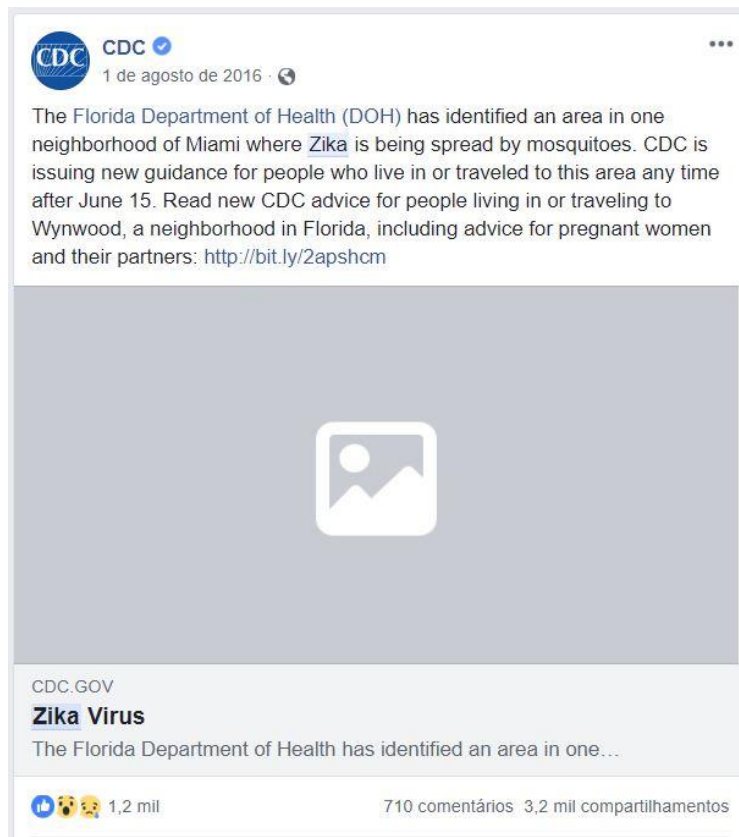 CDC
CDC
1 de agosto de 2016 ·
The Florida Department of Health (DOH) has identified an area in one
neighborhood of Miami where Zika is being spread by mosquitoes. CDC is
issuing new guidance for people who live in or traveled to this area any time
after June 15. Read new CDC advice for people living in or traveling to
Wynwood, a neighborhood in Florida, including advice for pregnant women
and their partners: http://bit.ly/2apshcm
CDC.GOV
Zika Virus
The Florida Department of Health has identified an area in one…
1,2 mil 710 comentários 3,2 mil compartilhamentos